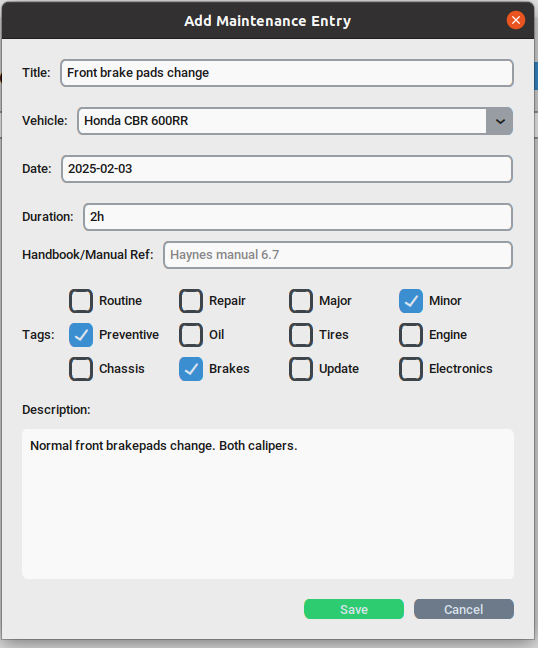 Add Maintenance Entry
Title: Front brake pads change
Vehicle: Honda CBR 600RR
Date: 2025-02-03
Duration: 2h
Handbook/Manual Ref: Haynes manual 6.7
Routine Repair Major Minor
Tags: Preventive Oil Tires Engine
Chassis Brakes Update Electronics
Description:
Normal front brakepads change. Both calipers.
Save Cancel